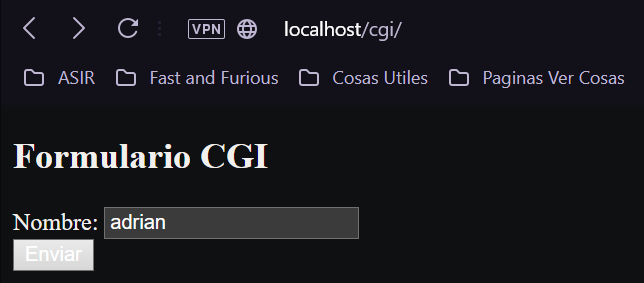 VPN localhost/cgi/
ASIR Fast and Furious Cosas Utiles Paginas Ver Cosas
Formulario CGI
Nombre: adrian
Enviar